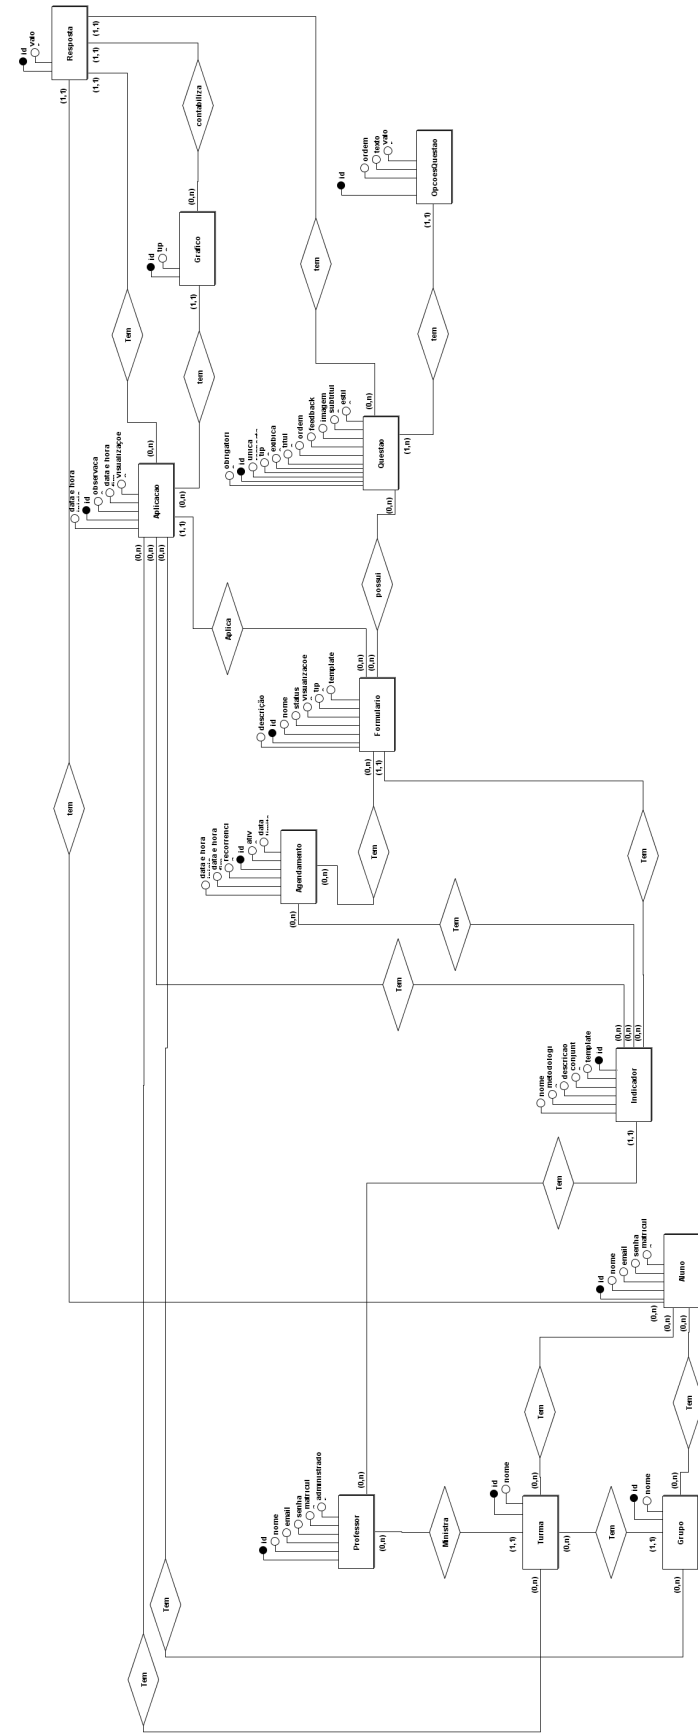 id
valo
Resposta
(1,1)
(1,1)
(1,1)
(1,1)
contabiliza
(0,n)
id
tip
Grafico
(1,1)
tem
id
ordem
texto
valo
OpcoesQuestao
(1,1)
tem
tem
Tem
(0,n)
data e hora
id
observaca
data e hora
visualizaçoe
Aplicacao
(0,n)
(1,1)
(0,n)
(0,n)
(0,n)
obrigatori
id
unica
tip
exibica
titul
ordem
feedback
imagem
subtitul
estil
Questao
(0,n)
(1,n)
(0,n)
possui
Aplica
(0,n)
(0,n)
descrição
id
nome
status
visualizacoe
tip
template
Formulario
(0,n)
(1,1)
tem
data e hora
data e hora
recorrenci
id
ativ
data
Agendamento
(0,n)
(0,n)
Tem
Tem
Tem
Tem
(0,n)
(0,n)
(0,n)
nome
metodologi
descricao
conjunt
template
id
Indicador
(1,1)
Tem
id
nome
email
senha
matricul
Aluno
(0,n)
(0,n)
(0,n)
Tem
Tem
(0,n)
id
nome
email
senha
matricul
administrado
Professor
(0,n)
Ministra
(1,1)
id
nome
Turma
(0,n)
(0,n)
(0,n)
Tem
(1,1)
id
nome
Grupo
(0,n)
(0,n)
Tem
Tem